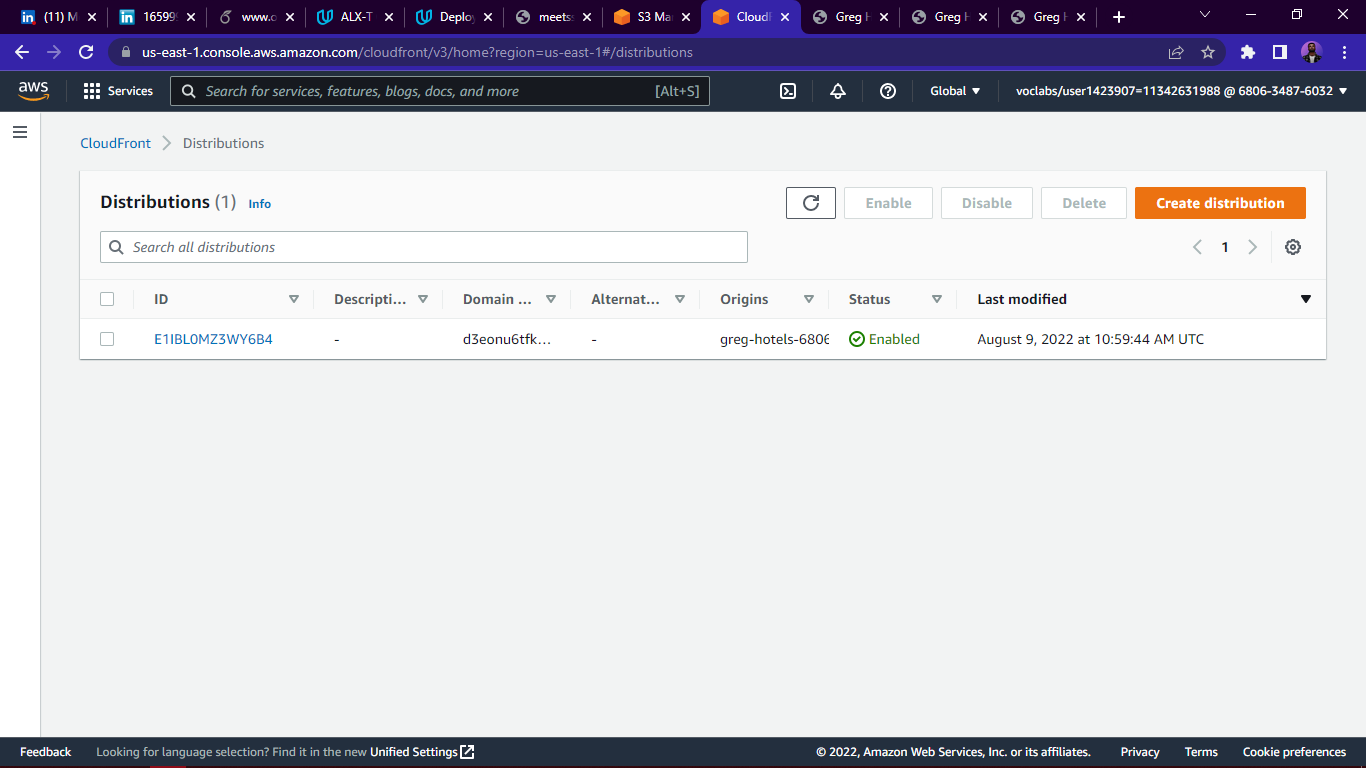 (11) M
16599
www.c
ALX-T
Deploy
meets
S3 Ma
CloudF
Greg H
Greg H
Greg H
us-east-1.console.aws.amazon.com/cloudfront/v3/home?region=us-east-1#/distributions
aws
Services
Search for services, features, blogs, docs, and more
[Alt+S]
Global
voclabs/user1423907=11342631988 @ 6806-3487-6032
CloudFront
Distributions
Distributions (1) Info
Enable
Disable
Delete
Create distribution
Search all distributions
1
ID
Descripti...
Domain ...
Alternat...
Origins
Status
Last modified
E1IBL0MZ3WY6B4
-
d3eonu6tfk...
-
greg-hotels-6806
Enabled
August 9, 2022 at 10:59:44 AM UTC
Feedback
Looking for language selection? Find it in the new Unified Settings
© 2022, Amazon Web Services, Inc. or its affiliates.
Privacy
Terms
Cookie preferences